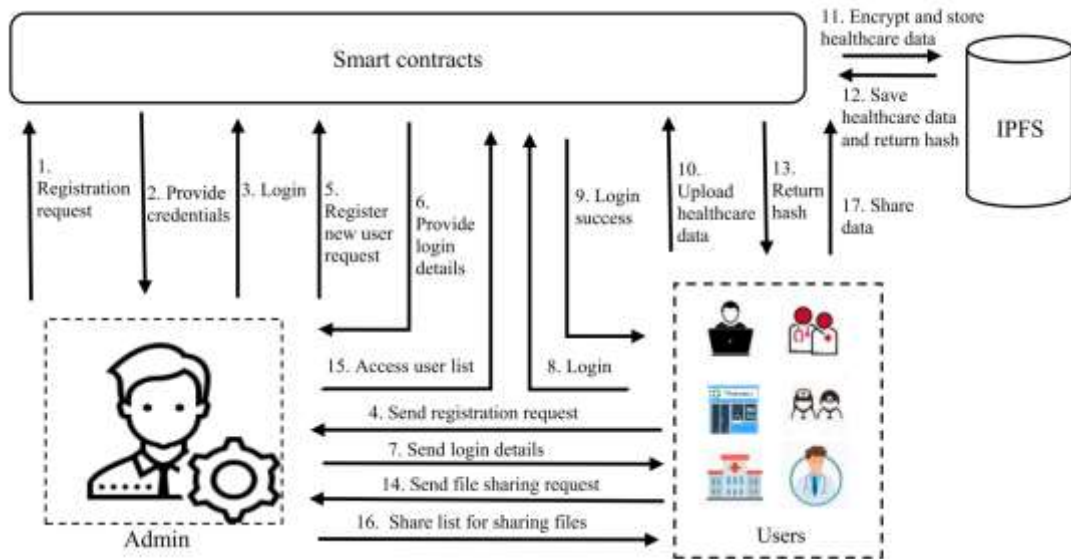 11. Encrypt and store
healthcare data
Smart contracts
12. Save
healthcare data
and return hash
IPFS
1.
Registration
request
2. Provide
credentials
3. Login
5.
Register
new user
request
6.
Provide
login
details
9. Login
success
10.
Upload
healthcare
data
13.
Return
hash
17. Share
data
15. Access user list
8. Login
4. Send registration request
7. Send login details
14. Send file sharing request
16. Share list for sharing files
Admin
Users